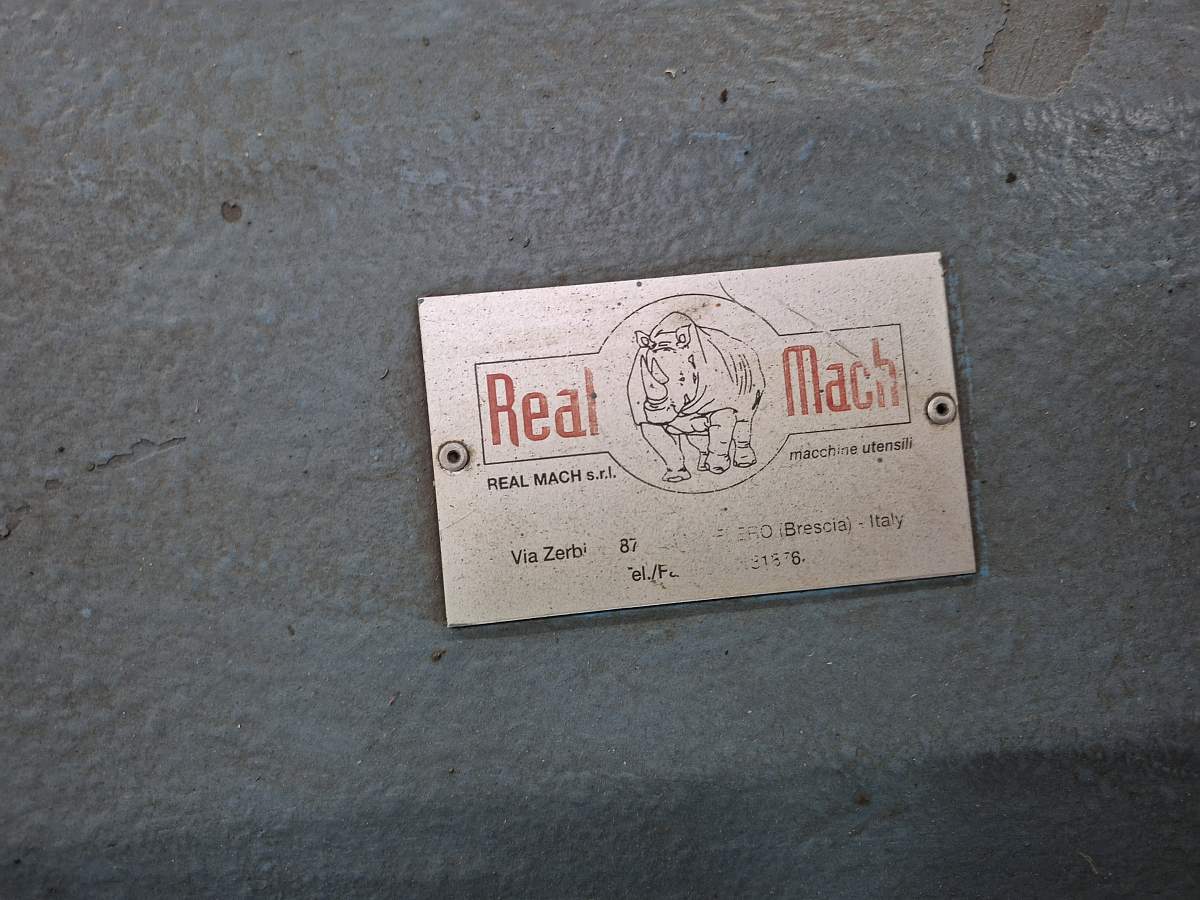 Real Mach
REAL MACH s.r.l.
macchine utensili
Via Zerbi 87 (Brescia) - Italy